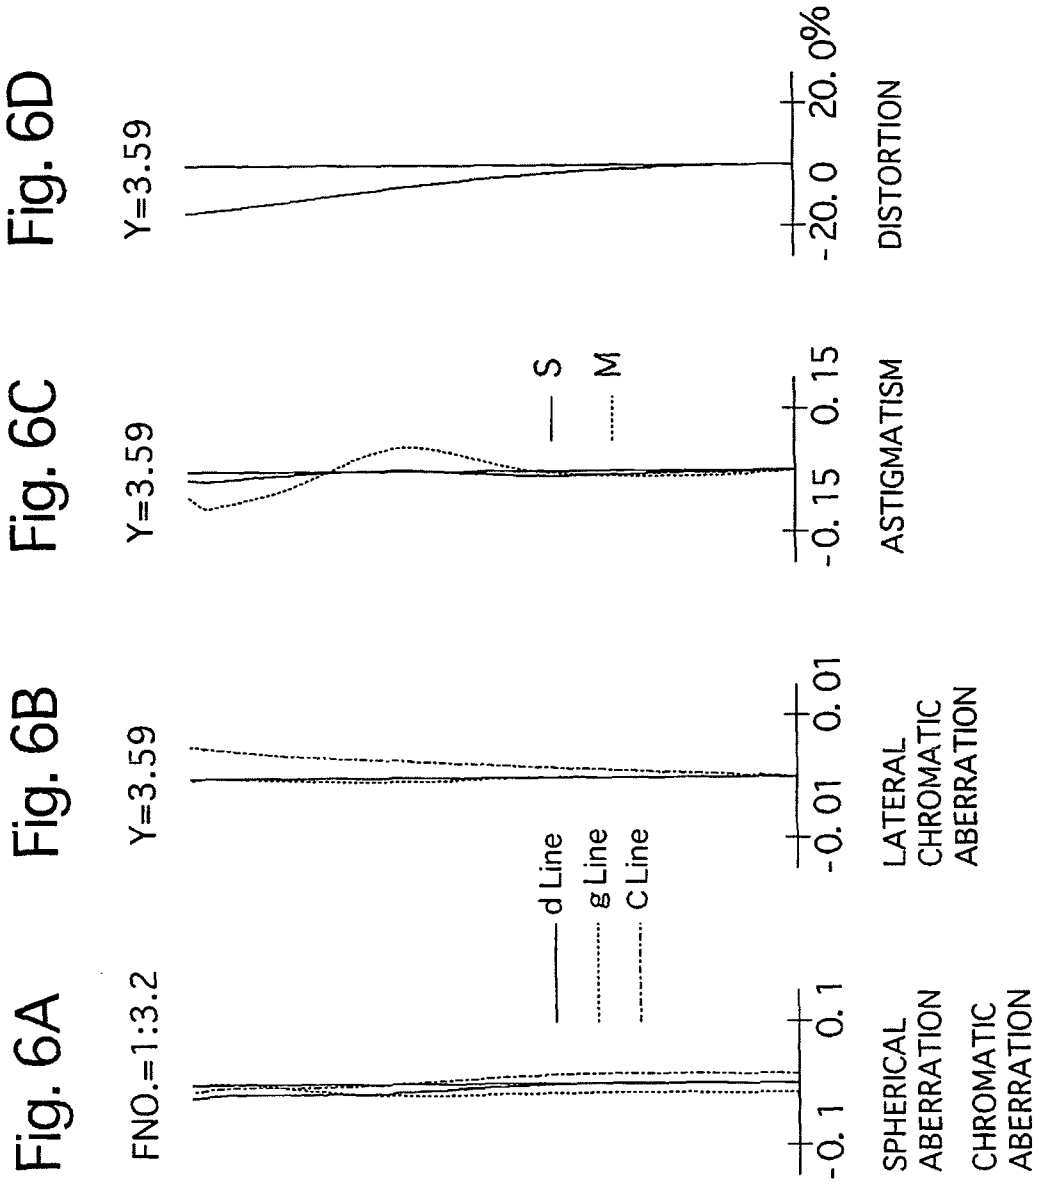 Fig. 6A
FNO.=1:3.2
d Line
g Line
C Line
-0. 1 0. 1
SPHERICAL
ABERRATION
CHROMATIC
ABERRATION
Fig. 6B
Y=3.59
-0. 01 0. 01
LATERAL
CHROMATIC
ABERRATION
Fig. 6C
Y=3.59
S
M
-0. 15 0. 15
ASTIGMATISM
Fig. 6D
Y=3.59
-20. 0 20. 0%
DISTORTION